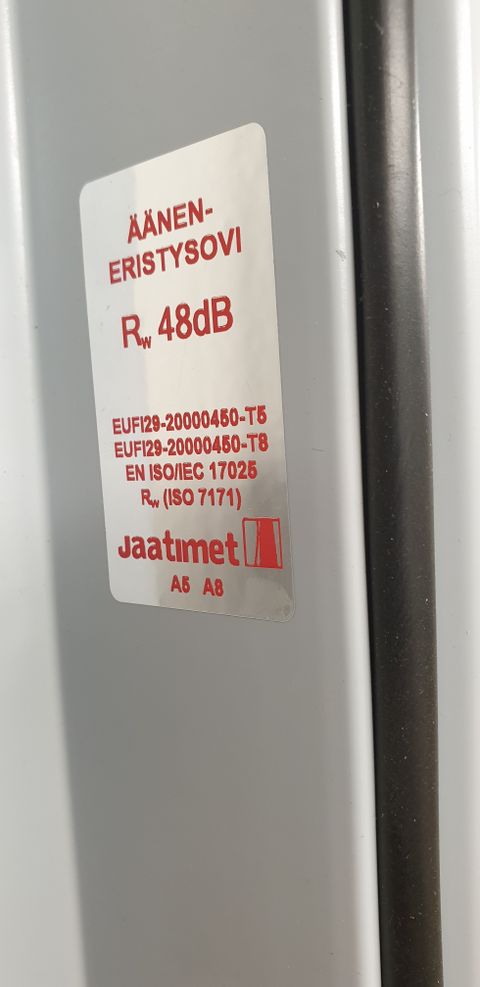 ÄÄNEN-
ERISTYSOVI
Rw 48dB
EUFI29-20000450-T5
EUFI29-20000450-T8
EN ISO/IEC 17025
Rw (ISO 7171)
Jaatimet
A5 A8